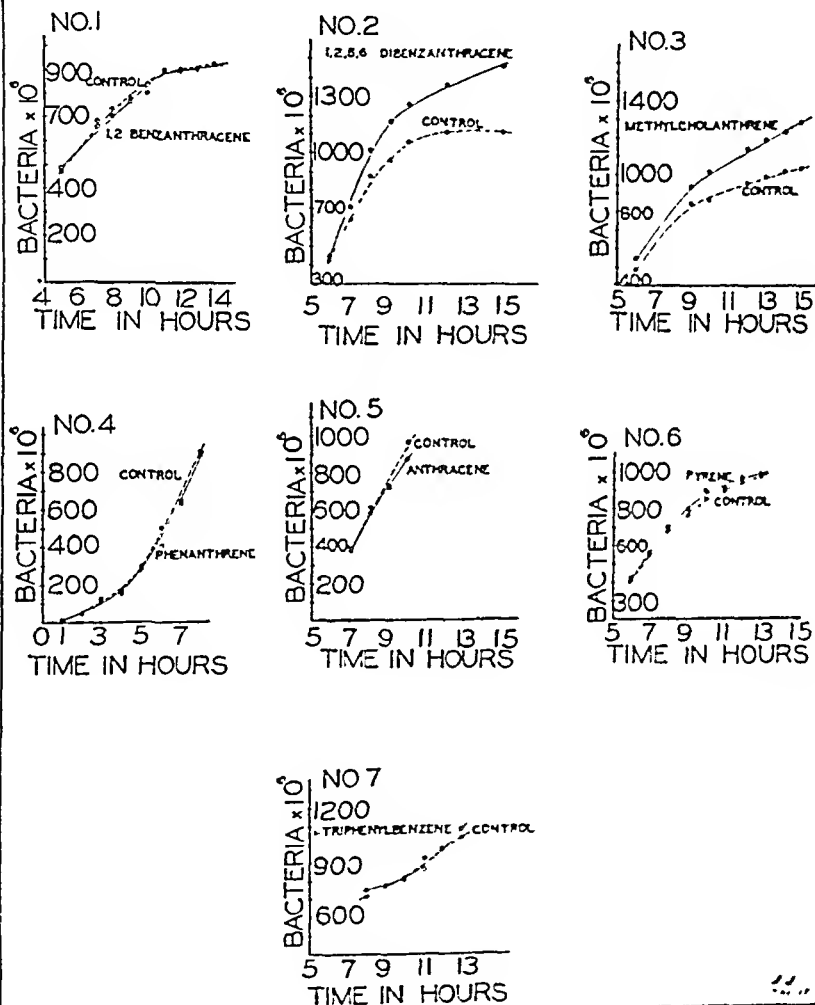 NO.1
BACTERIA × 10⁶
900
700
400
200
CONTROL
1,2 BENZANTHRACENE
4 6 8 10 12 14
TIME IN HOURS
NO.2
BACTERIA × 10⁶
1,2,5,6 DIBENZANTHRACENE
1300
1000
700
300
CONTROL
5 7 9 11 15
TIME IN HOURS
NO.3
BACTERIA × 10⁶
1400
METHYLCHOLANTHRENE
1000
CONTROL
600
400
5 7 9 11 13 15
TIME IN HOURS
NO.4
BACTERIA × 10⁶
800
600
400
200
CONTROL
PHENANTHRENE
0 1 3 5 7
TIME IN HOURS
NO.5
BACTERIA × 10⁶
1000
800
600
400
200
CONTROL
ANTHRACENE
5 7 9 11 13 15
TIME IN HOURS
NO.6
BACTERIA × 10⁶
1000
800
600
300
PYRENE
CONTROL
5 7 9 11 13 15
TIME IN HOURS
NO 7
BACTERIA × 10⁶
1200
900
600
TRIPHENYLBENZENE
CONTROL
5 7 9 11 13
TIME IN HOURS